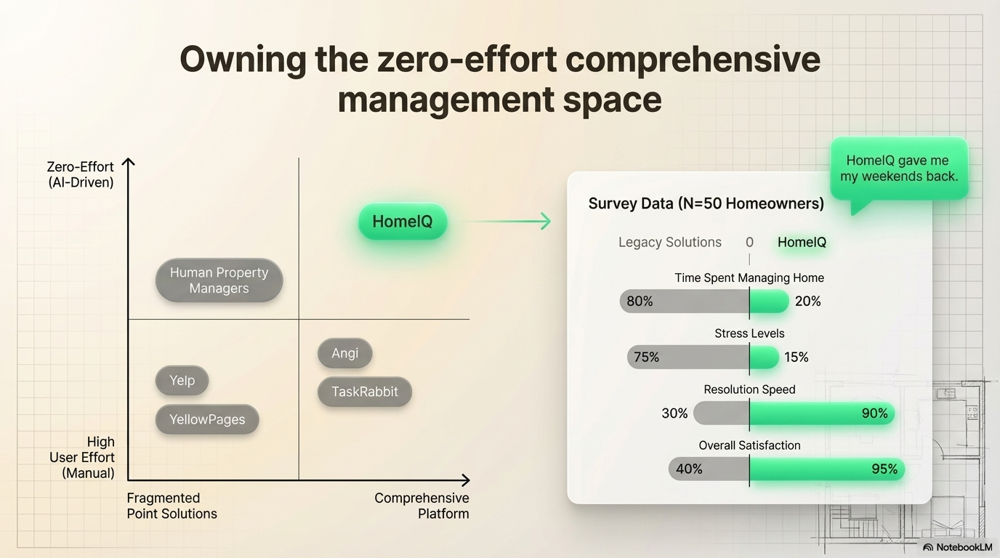 Owning the zero-effort comprehensive
management space
Zero-Effort
(AI-Driven)
HomeIQ
Human Property
Managers
Angi
Yelp
TaskRabbit
YellowPages
High
User Effort
(Manual)
Fragmented
Point Solutions
Comprehensive
Platform
HomeIQ gave me
my weekends back.
Survey Data (N=50 Homeowners)
Legacy Solutions 0 HomeIQ
Time Spent Managing Home
80% 20%
Stress Levels
75% 15%
Resolution Speed
30% 90%
Overall Satisfaction
40% 95%
NotebookLM